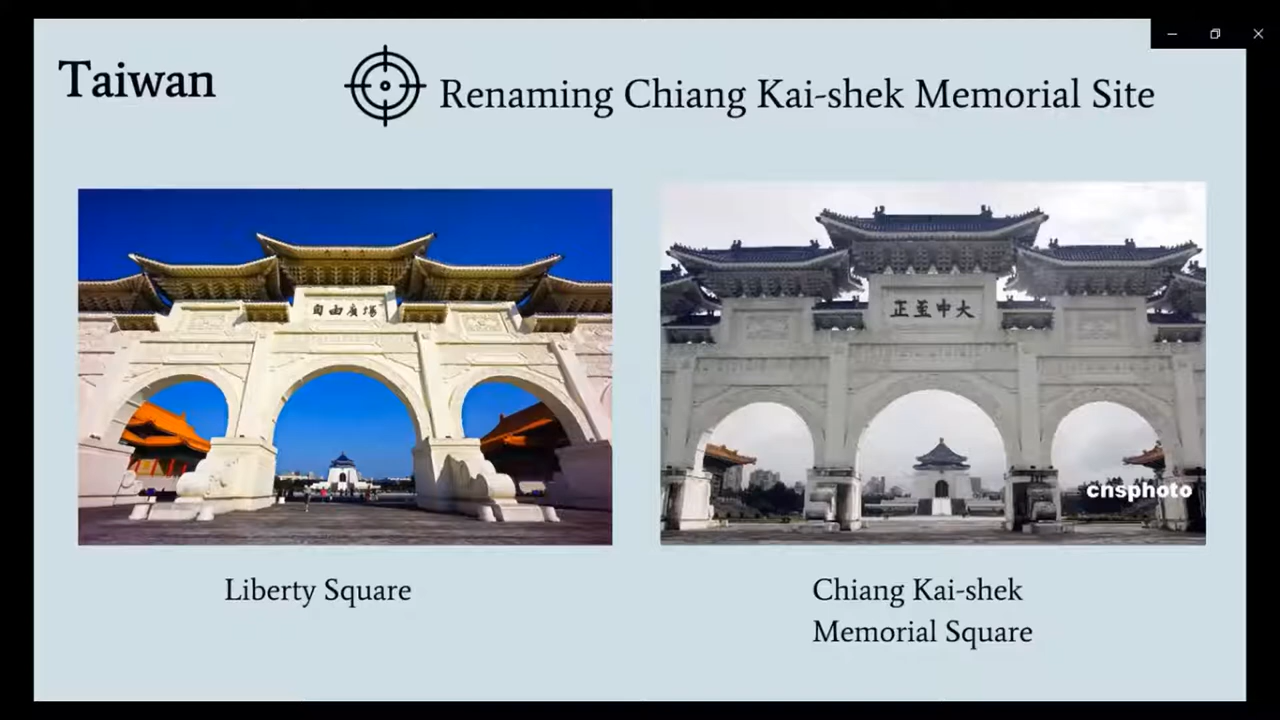 Taiwan
Renaming Chiang Kai-shek Memorial Site
自由廣場
大中至正
cnsphoto
Liberty Square
Chiang Kai-shek
Memorial Square